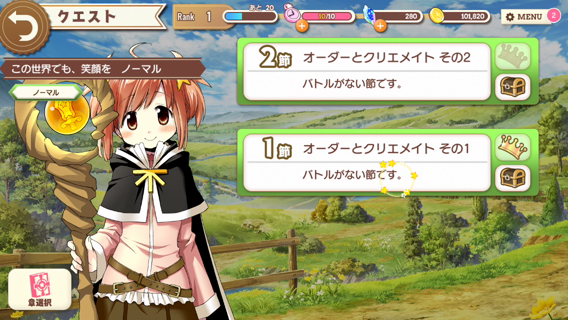 クエスト
Rank 1
あと 20
10/10
280
101,820
MENU 2
この世界でも、笑顔を ノーマル
ノーマル
2節 オーダーとクリエメイト その2
バトルがない節です。
1節 オーダーとクリエメイト その1
バトルがない節です。
章選択